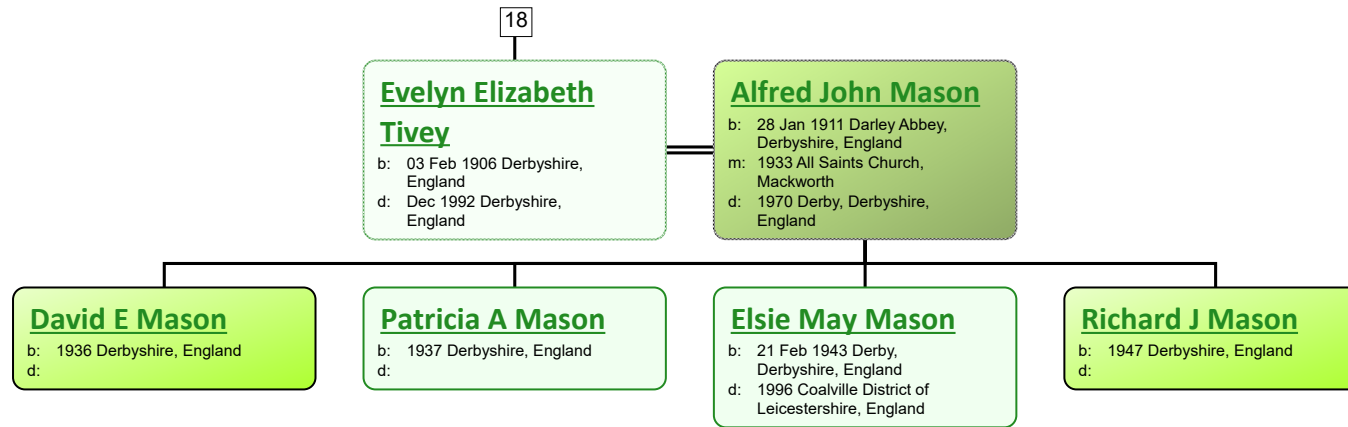 18
Evelyn Elizabeth
Tivey
b: 03 Feb 1906 Derbyshire,
England
d: Dec 1992 Derbyshire,
England
Alfred John Mason
b: 28 Jan 1911 Darley Abbey,
Derbyshire, England
m: 1933 All Saints Church,
Mackworth
d: 1970 Derby, Derbyshire,
England
David E Mason
b: 1936 Derbyshire, England
d:
Patricia A Mason
b: 1937 Derbyshire, England
d:
Elsie May Mason
b: 21 Feb 1943 Derby,
Derbyshire, England
d: 1996 Coalville District of
Leicestershire, England
Richard J Mason
b: 1947 Derbyshire, England
d: